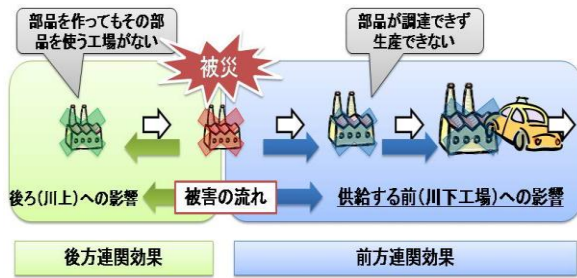 部品を作ってもその部
品を使う工場がない
被災
部品が調達できず
生産できない
後ろ(川上)への影響
被害の流れ
供給する前(川下工場)への影響
後方連関効果
前方連関効果